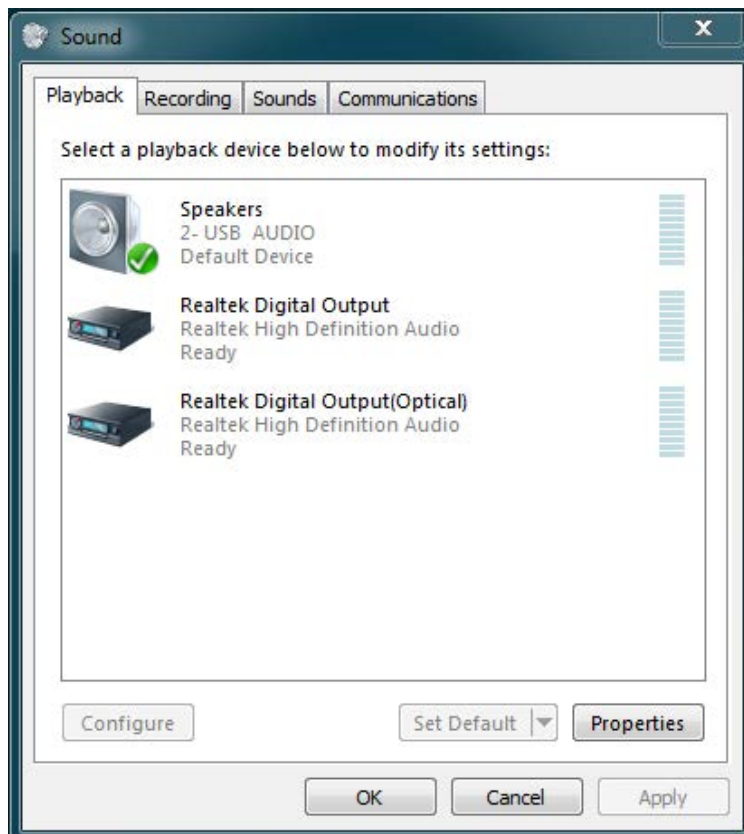 Sound
Playback Recording Sounds Communications
Select a playback device below to modify its settings:
Speakers
2- USB AUDIO
Default Device
Realtek Digital Output
Realtek High Definition Audio
Ready
Realtek Digital Output(Optical)
Realtek High Definition Audio
Ready
Configure Set Default Properties
OK Cancel Apply